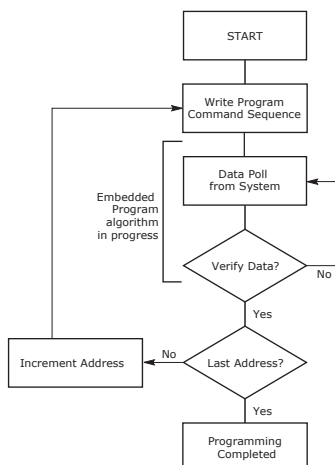 START
Write Program
Command Sequence
Data Poll
from System
Embedded
Program
algorithm
in progress
Verify Data?
No
Yes
No
Increment Address
Last Address?
Yes
Programming
Completed